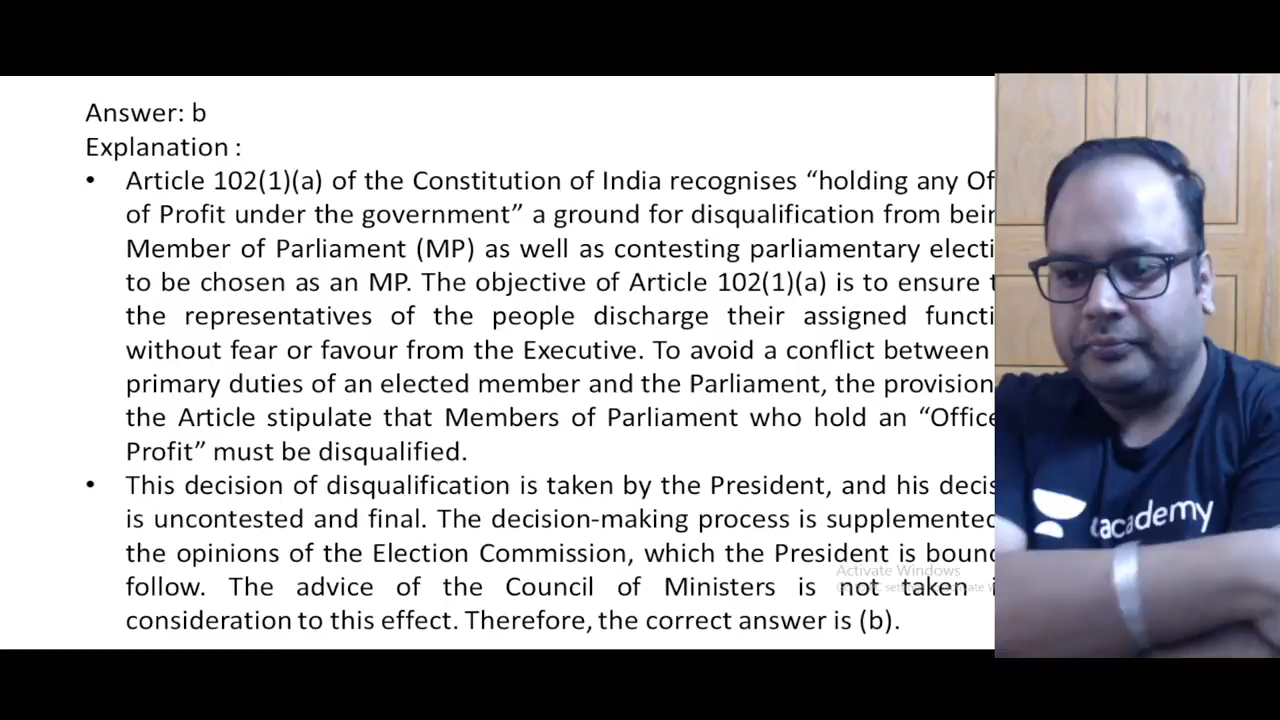 Answer: b
Explanation :
• Article 102(1)(a) of the Constitution of India recognises “holding any Of
of Profit under the government” a ground for disqualification from bein
Member of Parliament (MP) as well as contesting parliamentary electi
to be chosen as an MP. The objective of Article 102(1)(a) is to ensure t
the representatives of the people discharge their assigned functi
without fear or favour from the Executive. To avoid a conflict between
primary duties of an elected member and the Parliament, the provision
the Article stipulate that Members of Parliament who hold an “Office
Profit” must be disqualified.
• This decision of disqualification is taken by the President, and his decis
is uncontested and final. The decision-making process is supplemented
the opinions of the Election Commission, which the President is bound
follow. The advice of the Council of Ministers is not taken i
consideration to this effect. Therefore, the correct answer is (b).
Activate Windows
academy